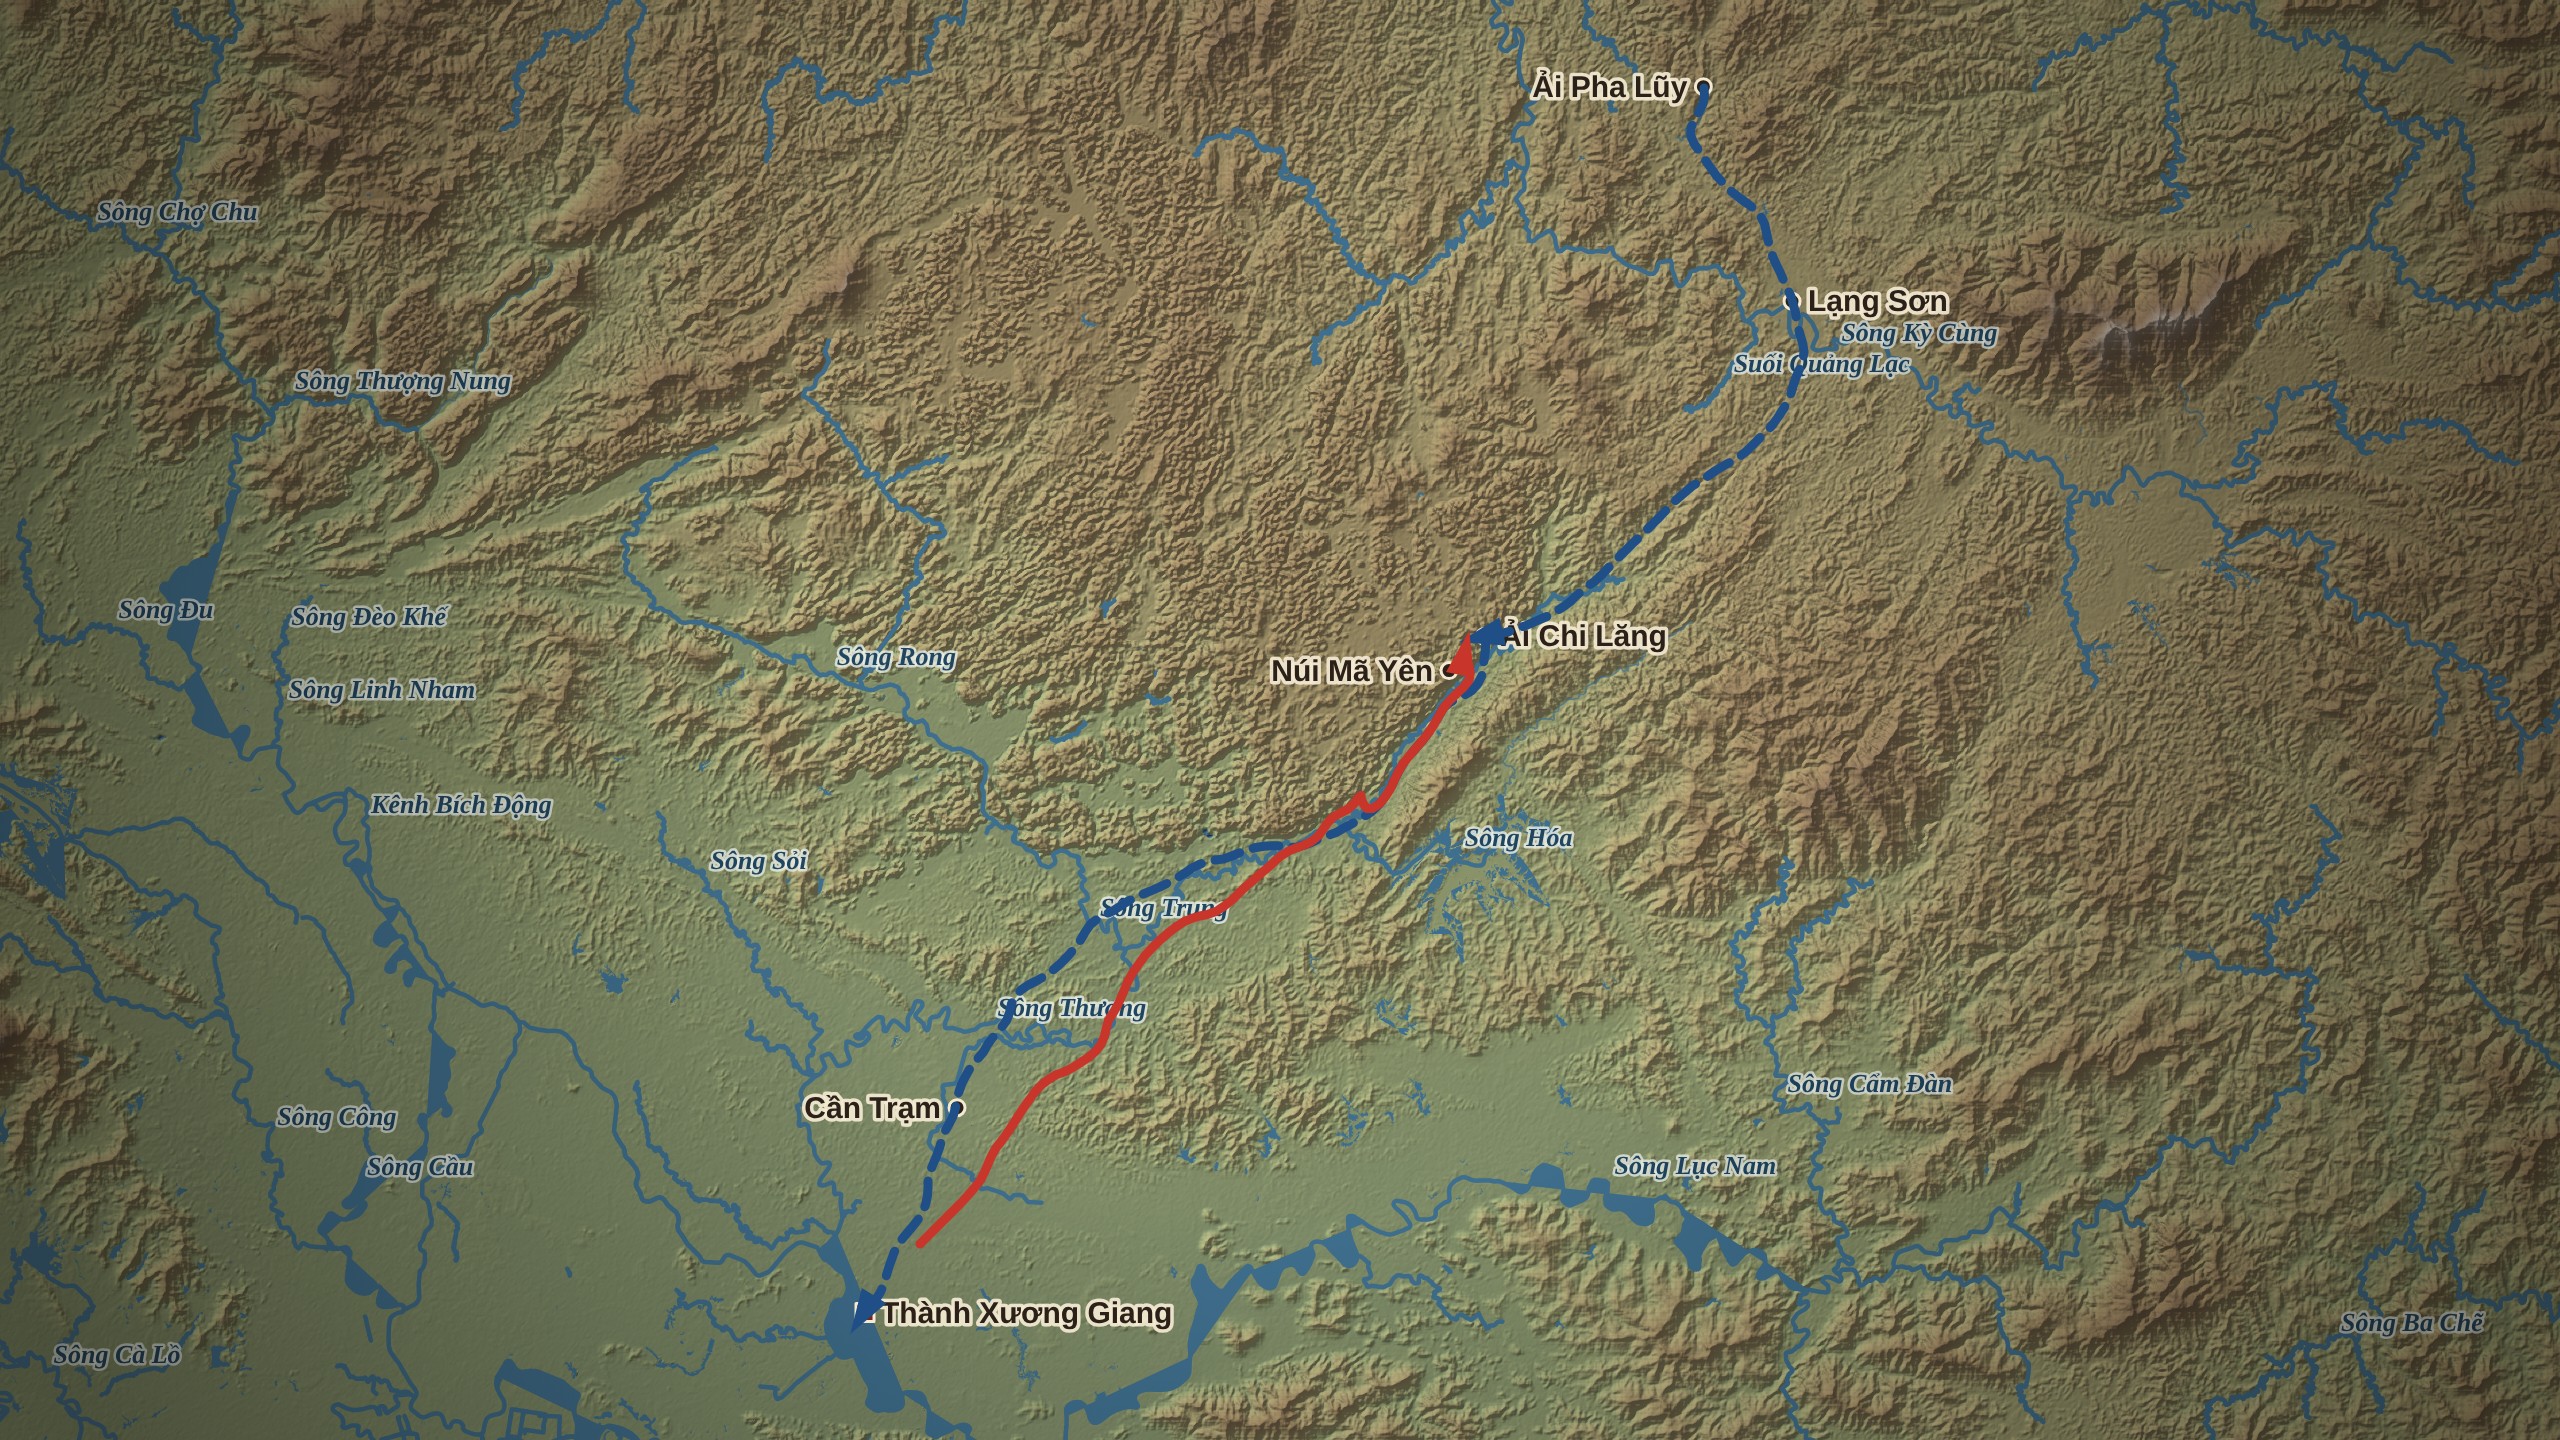 Ải Pha Lũy
Sông Chợ Chu
Lạng Sơn
Sông Kỳ Cùng
Suối Quảng Lạc
Sông Thượng Nung
Sông Đu
Sông Đèo Khế
Ải Chi Lăng
Sông Rong
Núi Mã Yên
Sông Linh Nham
Kênh Bích Động
Sông Hóa
Sông Sỏi
Sông Trung
Sông Thương
Sông Cẩm Đàn
Cần Trạm
Sông Công
Sông Cầu
Sông Lục Nam
Thành Xương Giang
Sông Ba Chẽ
Sông Cà Lồ